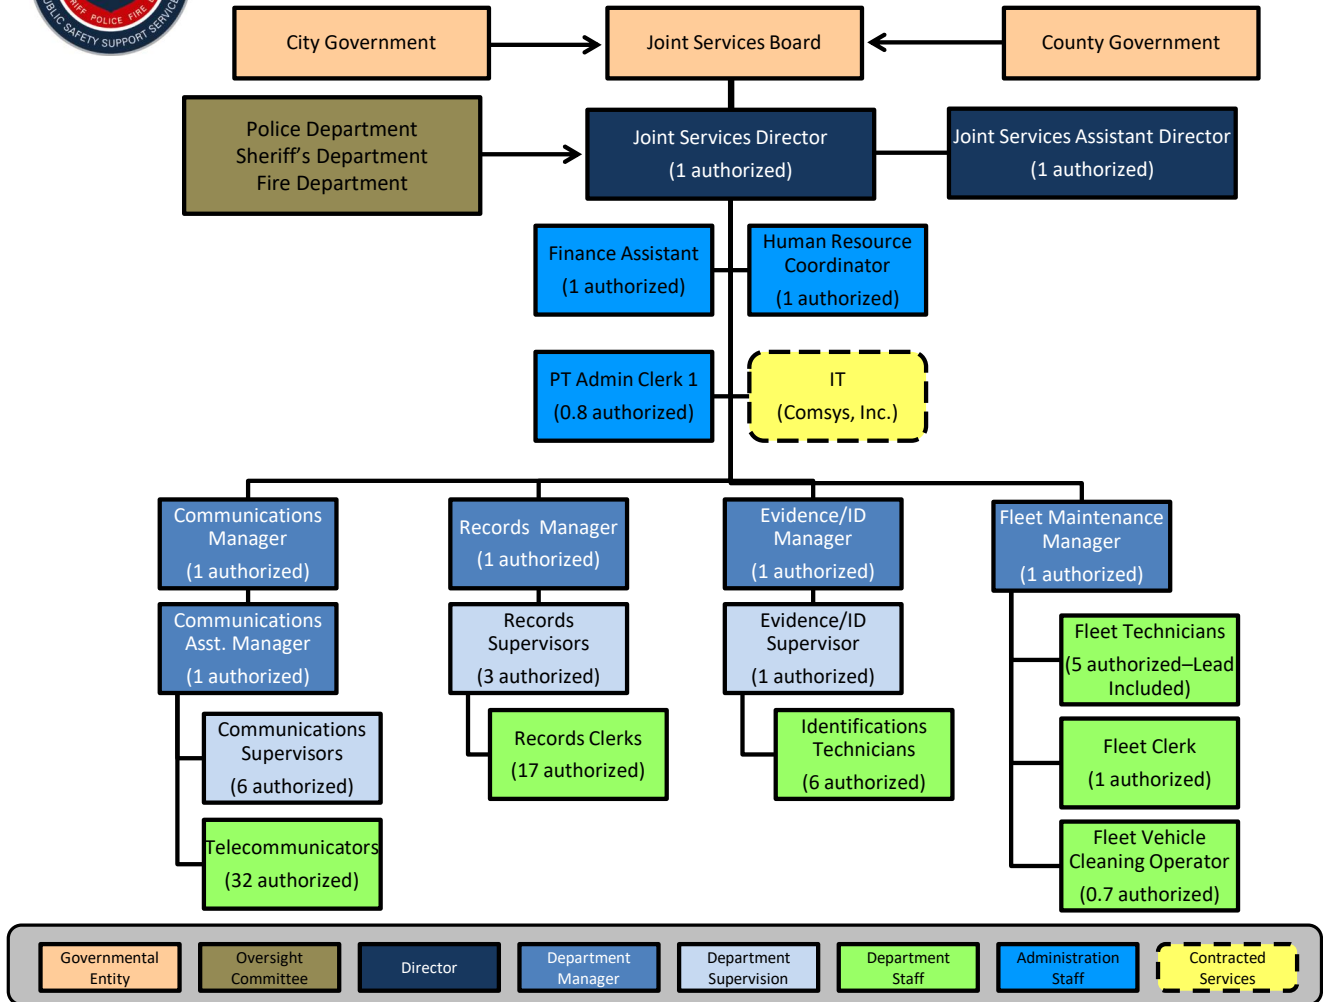 POLICE FIRE
PUBLIC SAFETY SUPPORT SERVICES
City Government
Joint Services Board
County Government
Police Department
Sheriff's Department
Fire Department
Joint Services Director
(1 authorized)
Joint Services Assistant Director
(1 authorized)
Finance Assistant
(1 authorized)
Human Resource
Coordinator
(1 authorized)
PT Admin Clerk 1
(0.8 authorized)
IT
(Comsys, Inc.)
Communications
Manager
(1 authorized)
Records  Manager
(1 authorized)
Evidence/ID
Manager
(1 authorized)
Fleet Maintenance
Manager
(1 authorized)
Communications
Asst. Manager
(1 authorized)
Records
Supervisors
(3 authorized)
Evidence/ID
Supervisor
(1 authorized)
Fleet Technicians
(5 authorized–Lead
Included)
Communications
Supervisors
(6 authorized)
Records Clerks
(17 authorized)
Identifications
Technicians
(6 authorized)
Fleet Clerk
(1 authorized)
Telecommunicators
(32 authorized)
Fleet Vehicle
Cleaning Operator
(0.7 authorized)
Governmental
Entity
Oversight
Committee
Director
Department
Manager
Department
Supervision
Department
Staff
Administration
Staff
Contracted
Services